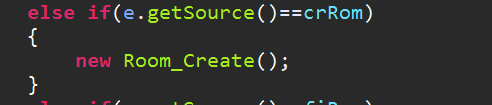 else if(e.getSource()==crRom)
{
new Room_Create();
}